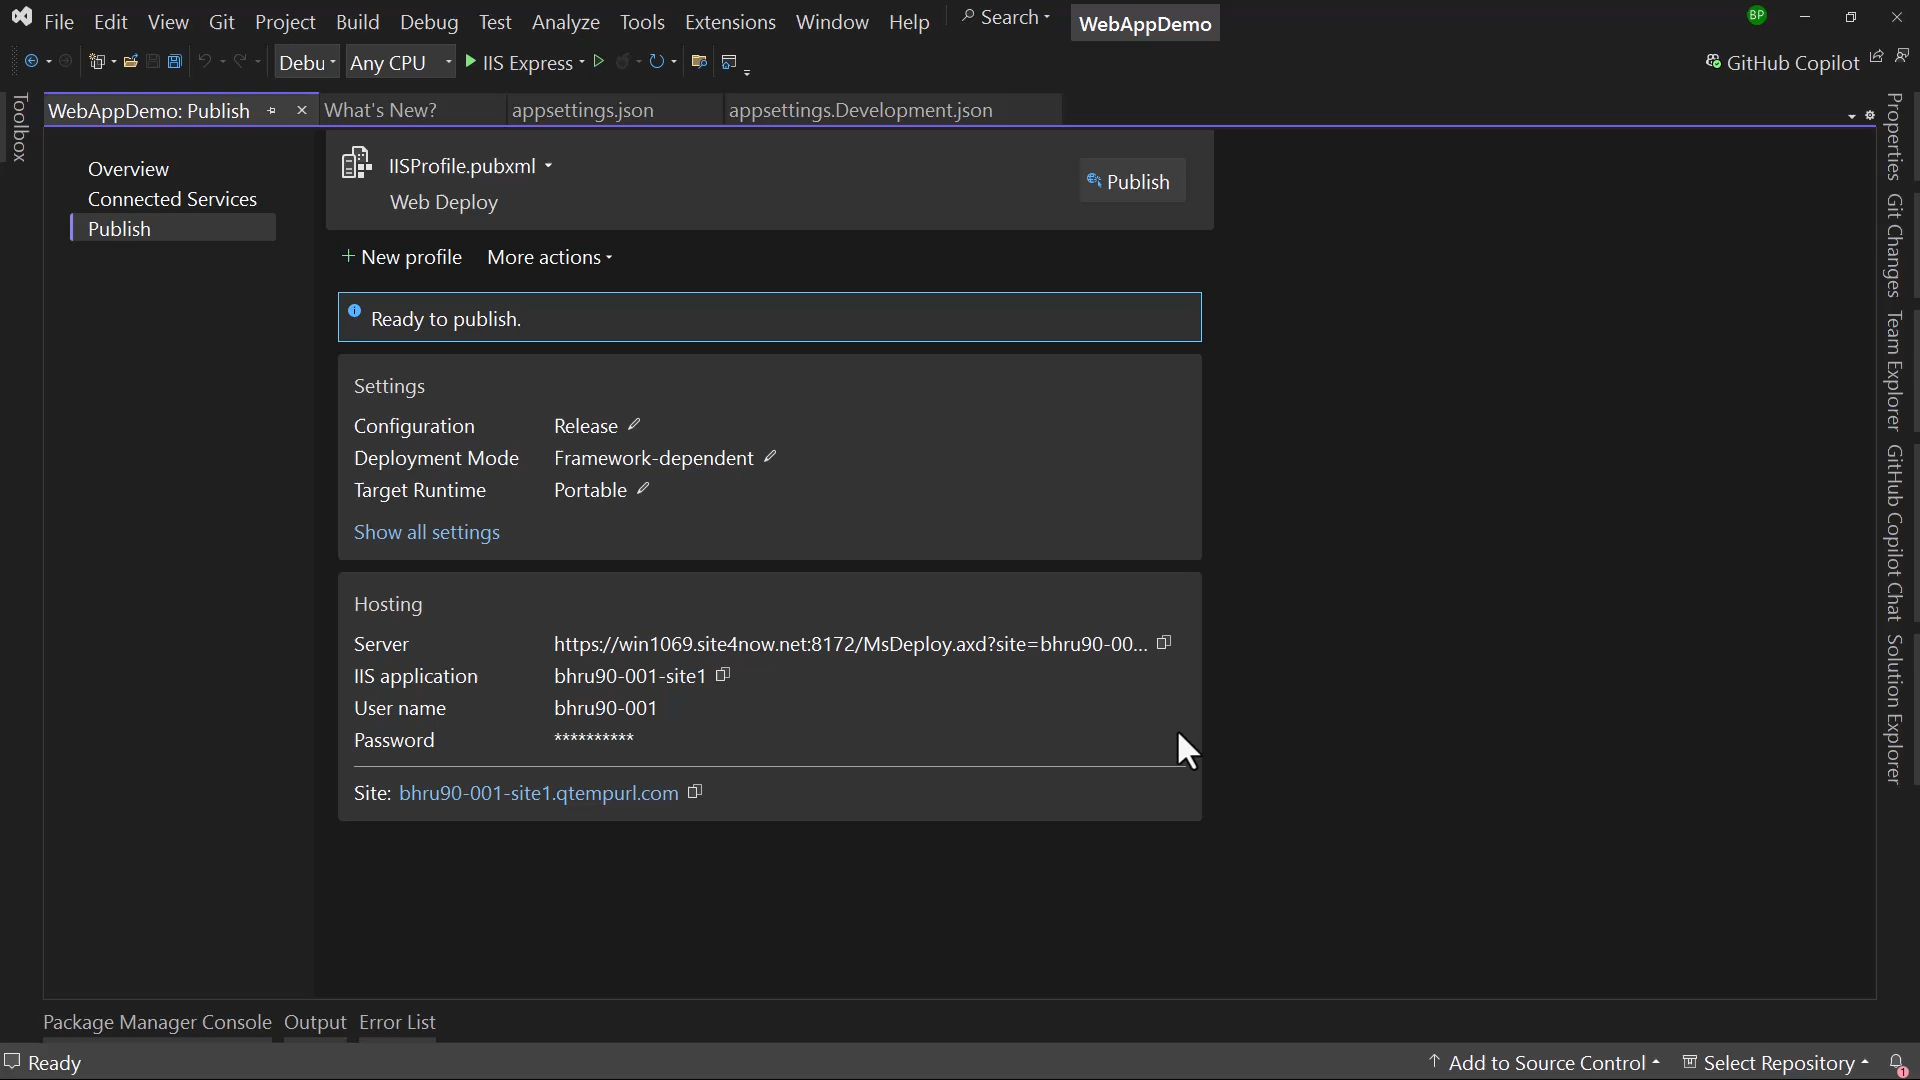 File Edit View Git Project Build Debug Test Analyze Tools Extensions Window Help Search WebAppDemo BP
Debu Any CPU IIS Express GitHub Copilot
Toolbox
WebAppDemo: Publish What's New? appsettings.json appsettings.Development.json
Overview
Connected Services
Publish
IISProfile.pubxml
Web Deploy
Publish
+ New profile More actions
Ready to publish.
Settings
Configuration Release
Deployment Mode Framework-dependent
Target Runtime Portable
Show all settings
Hosting
Server https://win1069.site4now.net:8172/MsDeploy.axd?site=bhru90-00...
IIS application bhru90-001-site1
User name bhru90-001
Password **********
Site: bhru90-001-site1.qtempurl.com
Properties
Git Changes
Team Explorer
GitHub Copilot Chat
Solution Explorer
Package Manager Console Output Error List
Ready Add to Source Control Select Repository 1